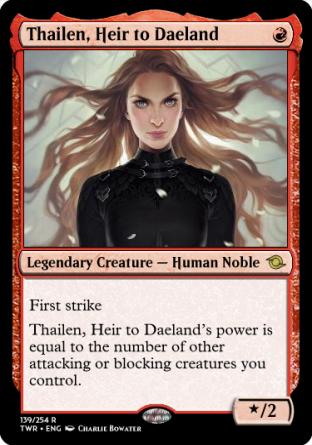 Thailen, Heir to Daeland
Legendary Creature — Human Noble
First strike
Thailen, Heir to Daeland's power is
equal to the number of other
attacking or blocking creatures you
control.
★/2
139/254 R
TWR • ENG Charlie Bowater